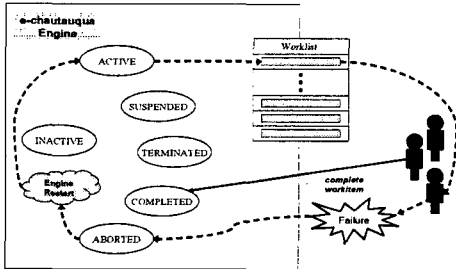 e-chautauqua
Engine
ACTIVE
Worklist
SUSPENDED
INACTIVE
TERMINATED
Engine
Restart
COMPLETED
complete
workitem
Failure
ABORTED